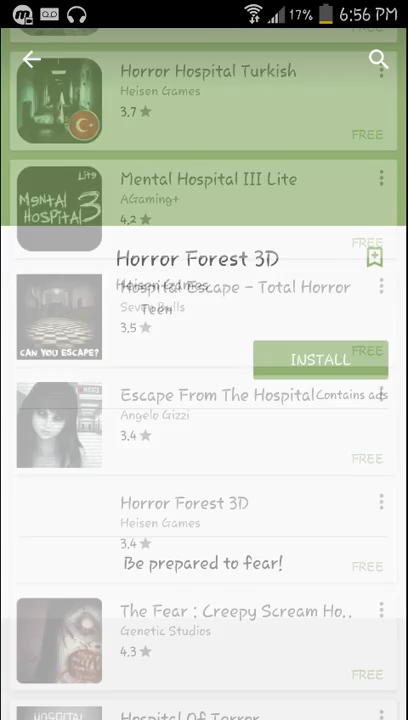 17% 6:56 PM
Horror Hospital Turkish
Heisen Games
3.7
FREE
Lite
MENTAL HOSPITAL 3
Mental Hospital III Lite
AGaming+
4.2
FREE
Horror Forest 3D
Heisen Games
Teen
Hospital Escape - Total Horror
Seven Bulls
3.5
CAN YOU ESCAPE?
FREE
INSTALL
Contains ads
Escape From The Hospital
Angelo Gizzi
3.4
FREE
Horror Forest 3D
Heisen Games
3.4
Be prepared to fear!
FREE
The Fear : Creepy Scream Ho..
Genetic Studios
4.3
FREE
HOSPITAL
Hospital Of Terror